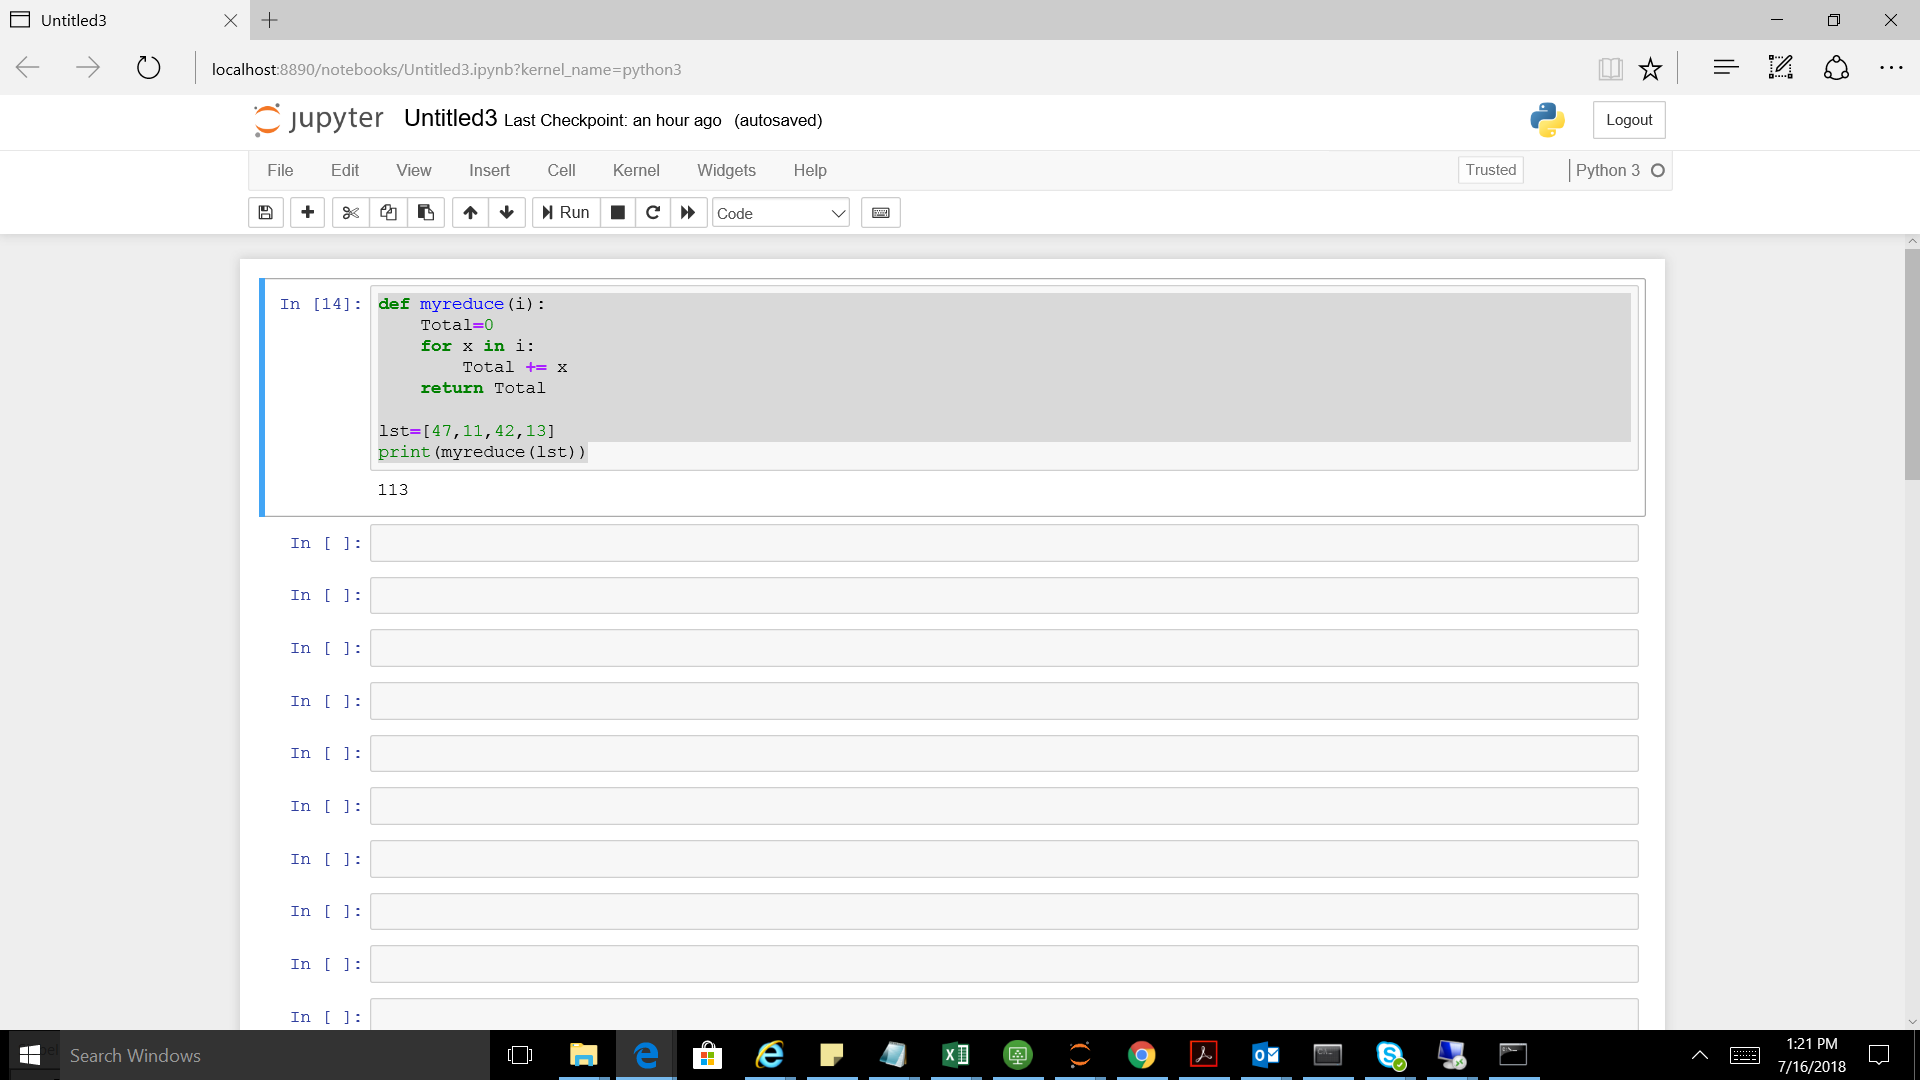 Untitled3
localhost:8890/notebooks/Untitled3.ipynb?kernel_name=python3
jupyter Untitled3 Last Checkpoint: an hour ago (autosaved)
Logout
File Edit View Insert Cell Kernel Widgets Help
Trusted Python 3
Run Code
In [14]: def myreduce(i):
    Total=0
    for x in i:
        Total += x
    return Total
lst=[47,11,42,13]
print(myreduce(lst))
113
In [ ]:
In [ ]:
In [ ]:
In [ ]:
In [ ]:
In [ ]:
In [ ]:
In [ ]:
In [ ]:
In [ ]:
Search Windows
1:21 PM
7/16/2018